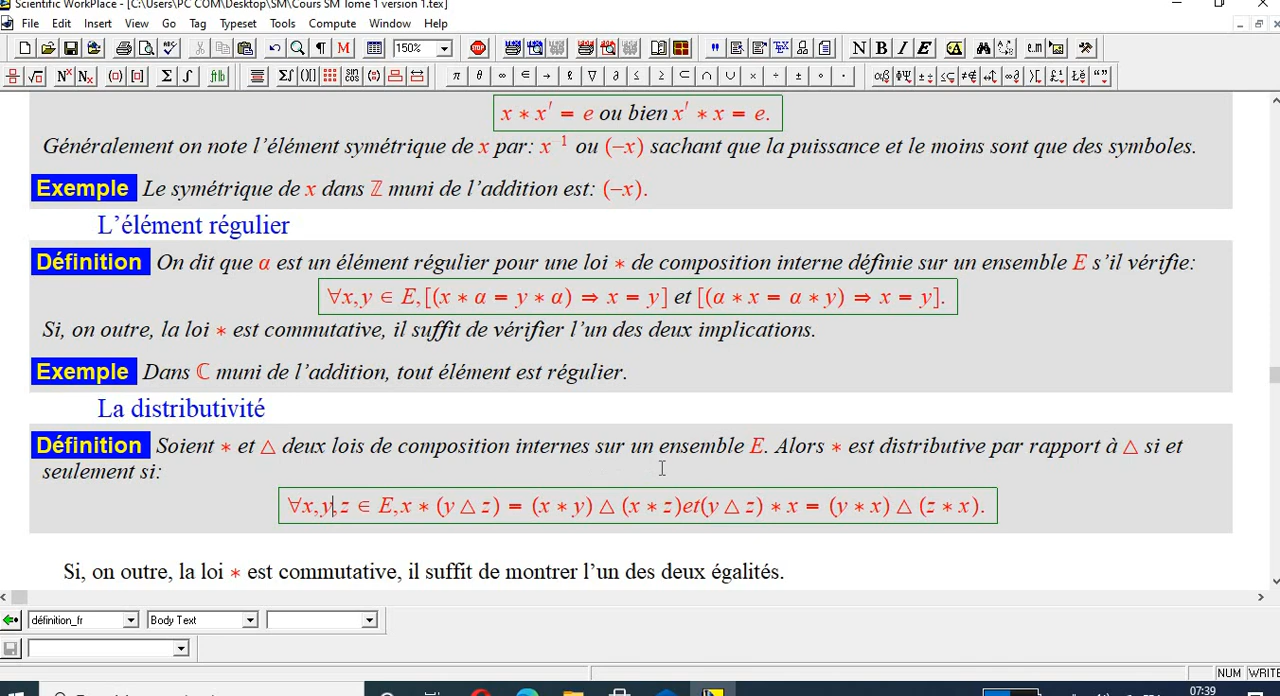 Scientific WorkPlace - [C:\Users\PC COM\Desktop\SM\Cours SM Tome 1 version 1.tex]
File Edit Insert View Go Tag Typeset Tools Compute Window Help
150%
x ∗ x′ = e ou bien x′ ∗ x = e.
Généralement on note l’élément symétrique de x par: x⁻¹ ou (−x) sachant que la puissance et le moins sont que des symboles.
Exemple Le symétrique de x dans ℤ muni de l’addition est: (−x).
L’élément régulier
Définition On dit que α est un élément régulier pour une loi ∗ de composition interne définie sur un ensemble E s’il vérifie:
∀x,y ∈ E,[(x ∗ α = y ∗ α) ⇒ x = y] et [(α ∗ x = α ∗ y) ⇒ x = y].
Si, on outre, la loi ∗ est commutative, il suffit de vérifier l’un des deux implications.
Exemple Dans ℂ muni de l’addition, tout élément est régulier.
La distributivité
Définition Soient ∗ et △ deux lois de composition internes sur un ensemble E. Alors ∗ est distributive par rapport à △ si et
seulement si:
∀x,y,z ∈ E,x ∗ (y △ z) = (x ∗ y) △ (x ∗ z)et(y △ z) ∗ x = (y ∗ x) △ (z ∗ x).
Si, on outre, la loi ∗ est commutative, il suffit de montrer l’un des deux égalités.
définition_fr Body Text
NUM WRITE
07:39